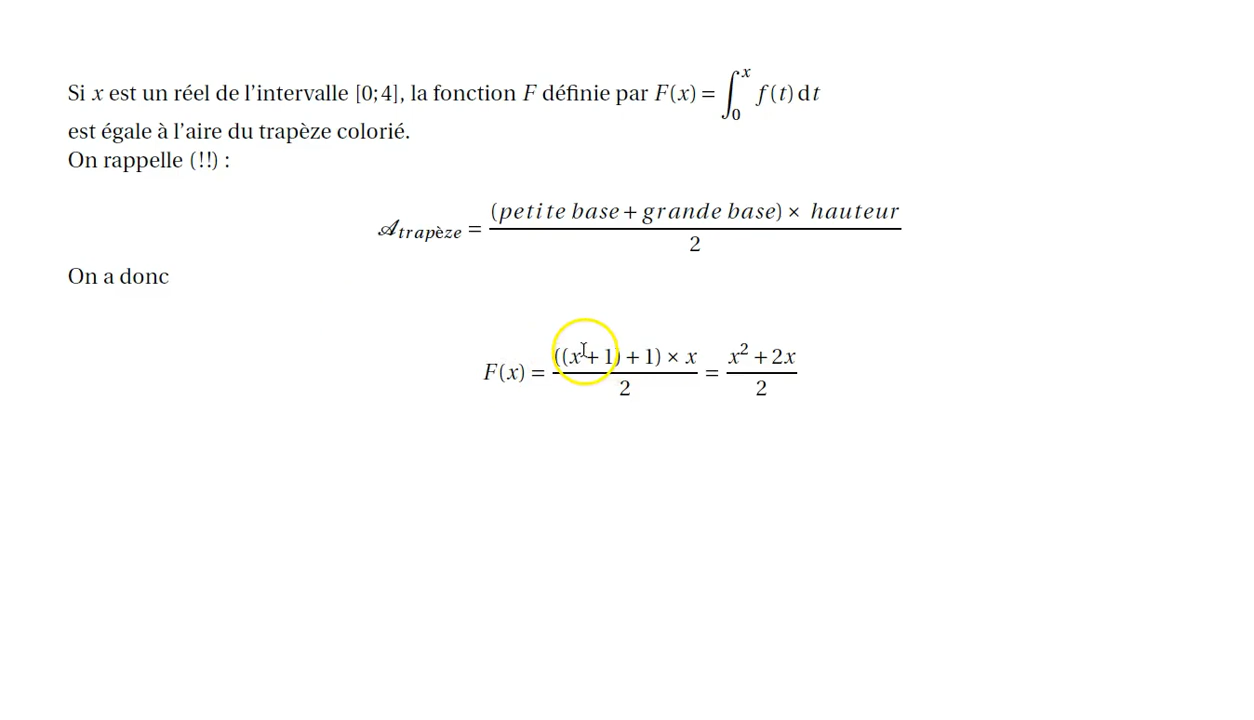 Si x est un réel de l'intervalle [0;4], la fonction F définie par F(x) = ∫₀ˣ f(t) dt
est égale à l'aire du trapèze colorié.
On rappelle (!!) :
𝒜trapèze = (petite base + grande base) × hauteur / 2
On a donc
F(x) = ((x + 1) + 1) × x / 2 = x² + 2x / 2